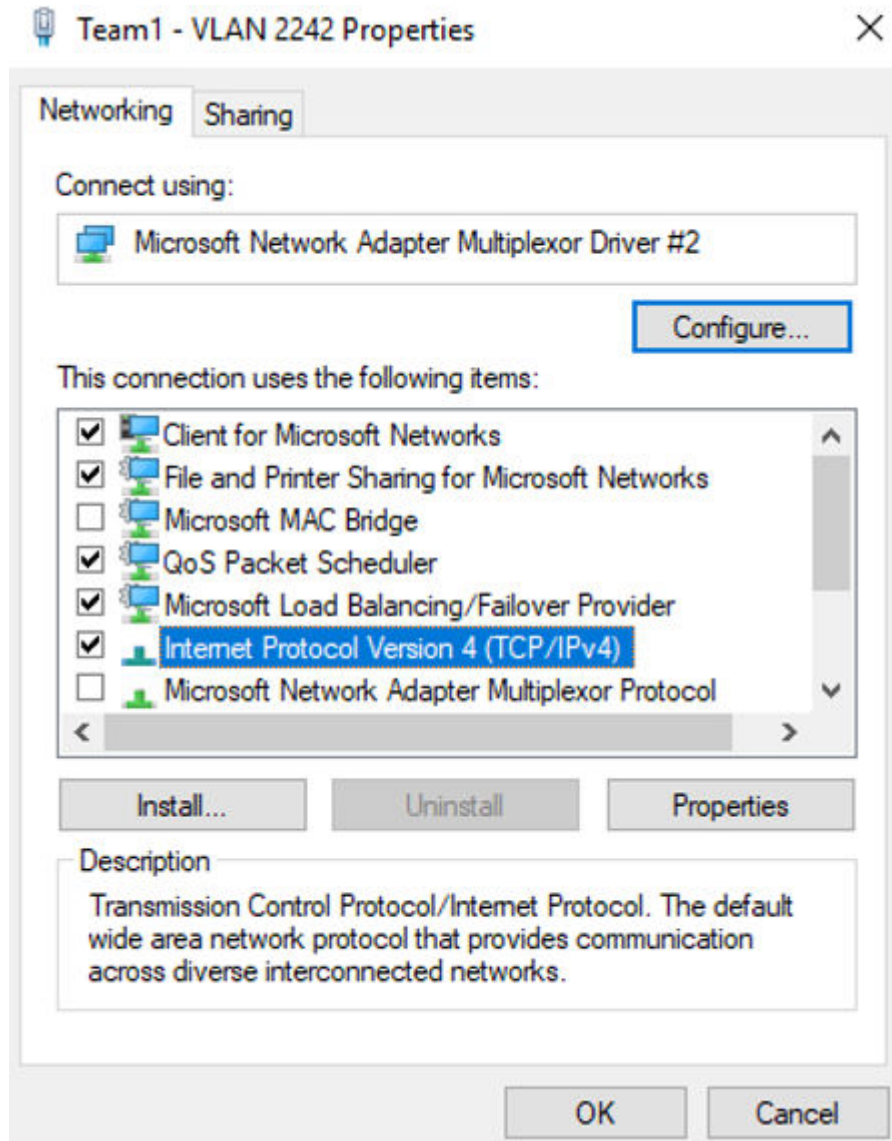 Team1 - VLAN 2242 Properties
Networking
Sharing
Connect using:
Microsoft Network Adapter Multiplexor Driver #2
Configure...
This connection uses the following items:
Client for Microsoft Networks
File and Printer Sharing for Microsoft Networks
Microsoft MAC Bridge
QoS Packet Scheduler
Microsoft Load Balancing/Failover Provider
Internet Protocol Version 4 (TCP/IPv4)
Microsoft Network Adapter Multiplexor Protocol
Install...
Uninstall
Properties
Description
Transmission Control Protocol/Internet Protocol. The default
wide area network protocol that provides communication
across diverse interconnected networks.
OK
Cancel